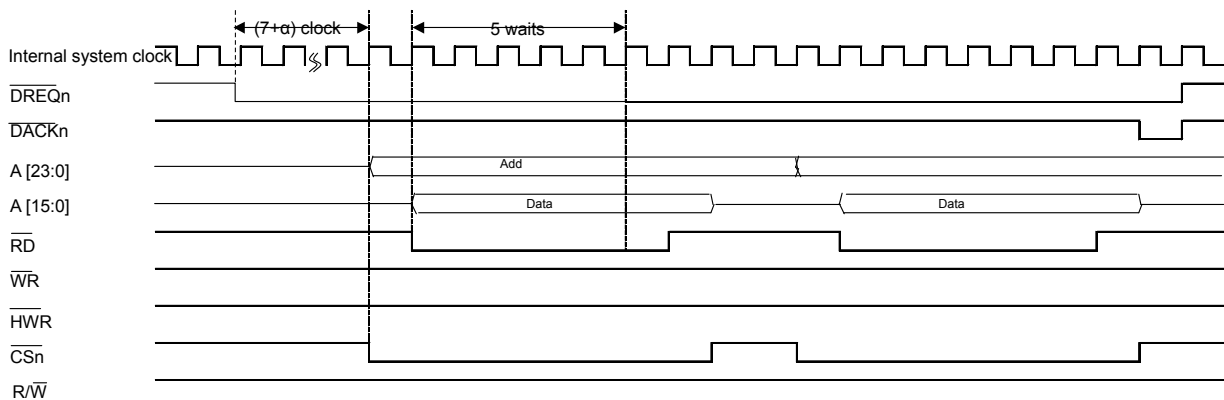 (7+α) clock 5 waits
Internal system clock
DREQn
DACKn
A [23:0] Add
A [15:0] Data Data
RD
WR
HWR
CSn
R/W